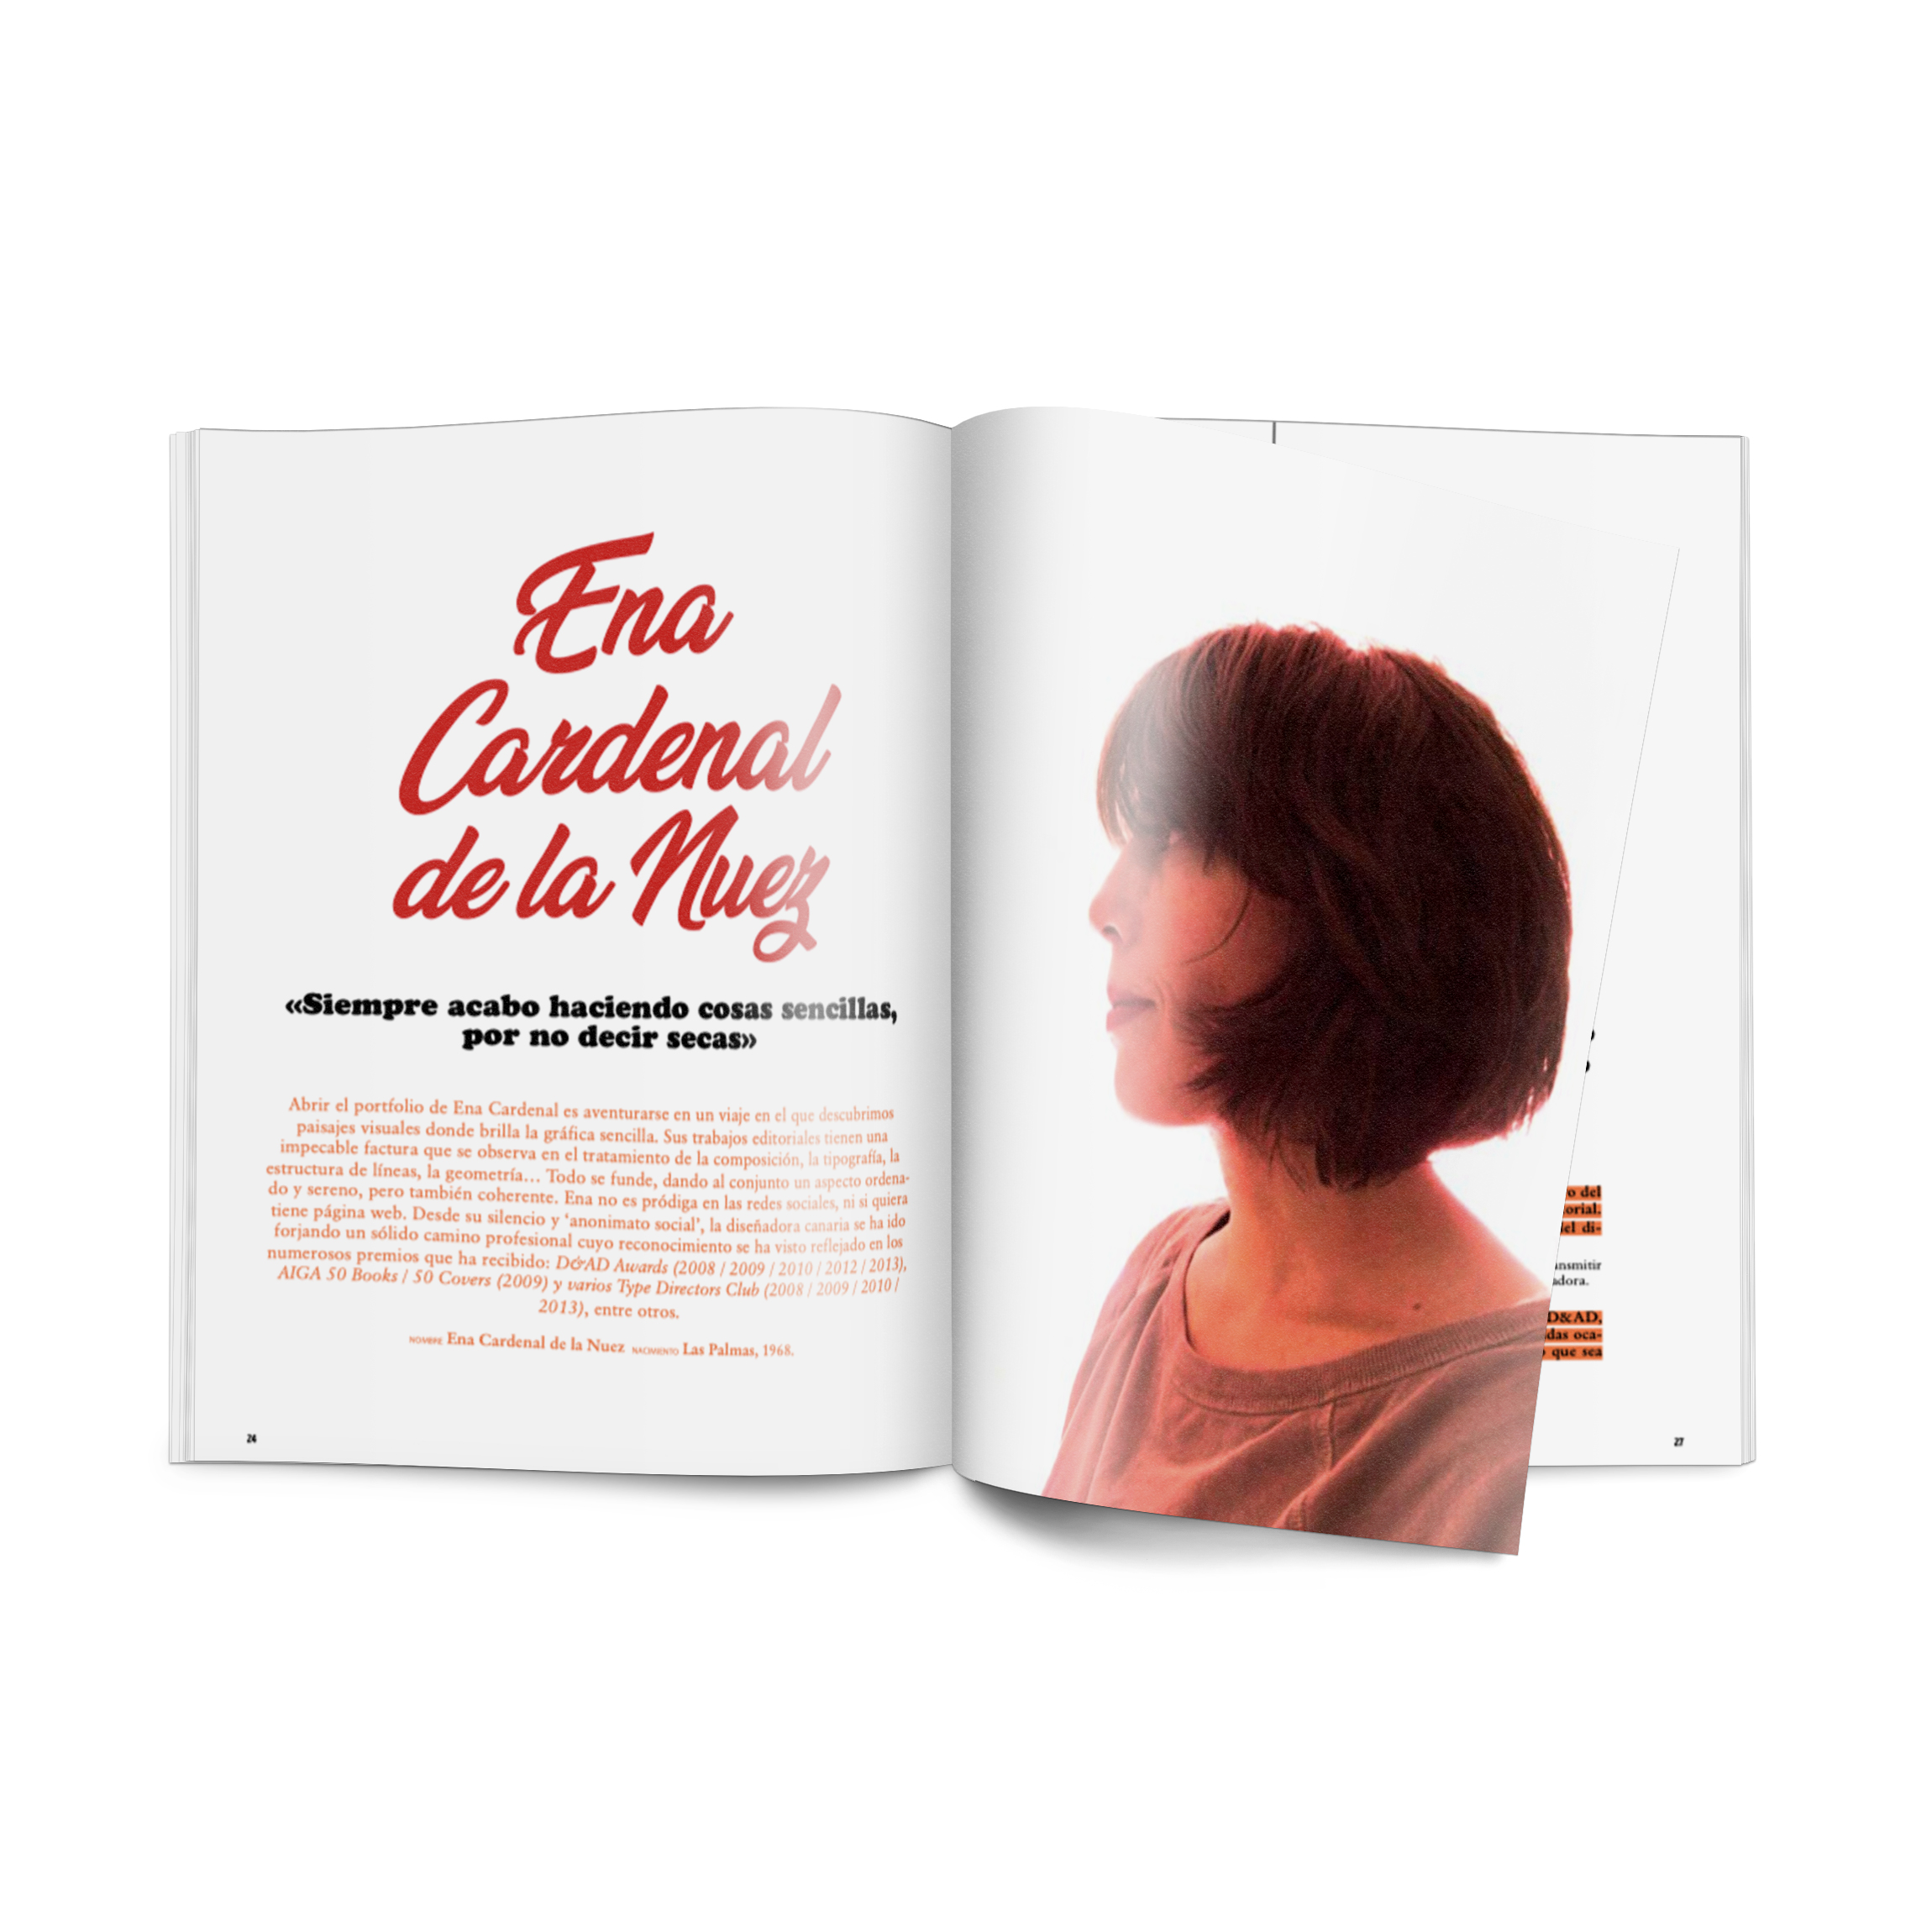 Ena
Cardenal
de la Nuez
«Siempre acabo haciendo cosas sencillas,
por no decir secas»
Abrir el portfolio de Ena Cardenal es aventurarse en un viaje en el que descubrimos
paisajes visuales donde brilla la gráfica sencilla. Sus trabajos editoriales tienen una
impecable factura que se observa en el tratamiento de la composición, la tipografía, la
estructura de líneas, la geometría... Todo se funde, dando al conjunto un aspecto ordena-
do y sereno, pero también coherente. Ena no es pródiga en las redes sociales, ni si quiera
tiene página web. Desde su silencio y ‘anonimato social’, la diseñadora canaria se ha ido
forjando un sólido camino profesional cuyo reconocimiento se ha visto reflejado en los
numerosos premios que ha recibido: D&AD Awards (2008 / 2009 / 2010 / 2012 / 2013),
AIGA 50 Books / 50 Covers (2009) y varios Type Directors Club (2008 / 2009 / 2010 /
2013), entre otros.
NOMBRE Ena Cardenal de la Nuez NACIMIENTO Las Palmas, 1968.
24
del
del di-
D&AD,
que sea
27